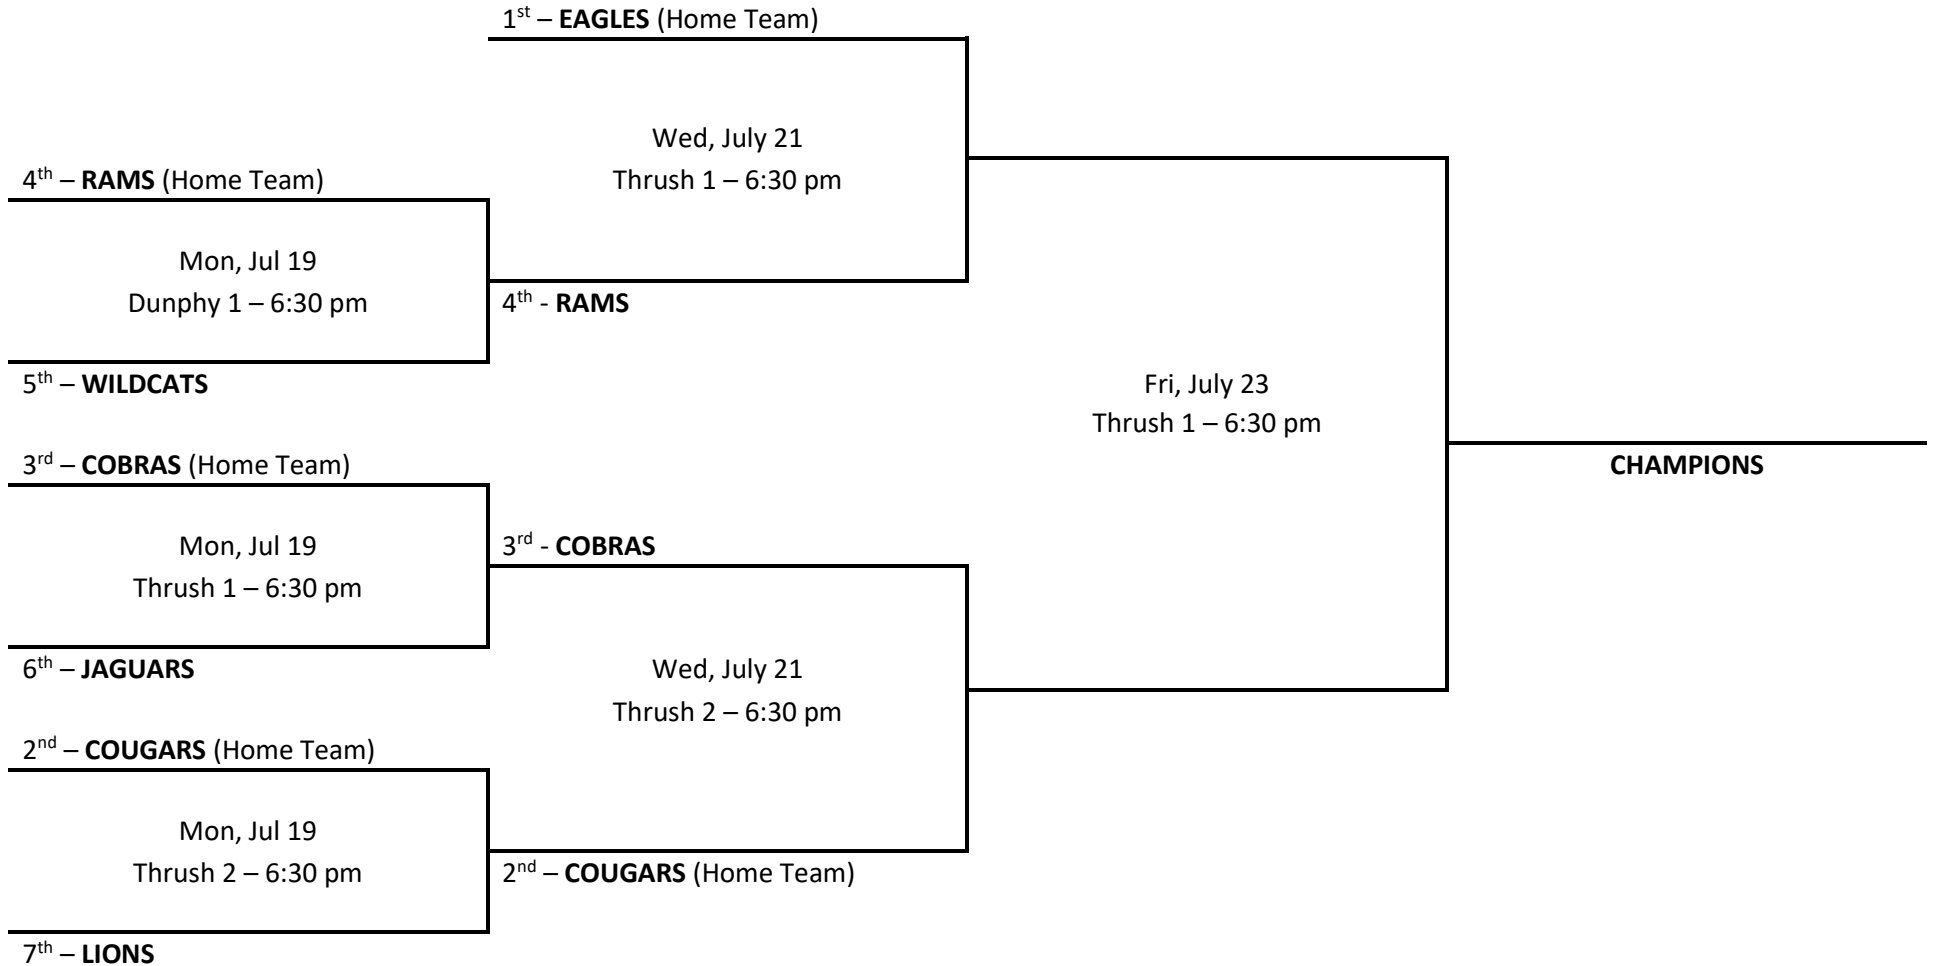 1st – EAGLES (Home Team)
Wed, July 21
Thrush 1 – 6:30 pm
4th – RAMS (Home Team)
Mon, Jul 19
Dunphy 1 – 6:30 pm
4th - RAMS
5th – WILDCATS
Fri, July 23
Thrush 1 – 6:30 pm
3rd – COBRAS (Home Team)
CHAMPIONS
Mon, Jul 19
Thrush 1 – 6:30 pm
3rd - COBRAS
6th – JAGUARS
Wed, July 21
Thrush 2 – 6:30 pm
2nd – COUGARS (Home Team)
Mon, Jul 19
Thrush 2 – 6:30 pm
2nd – COUGARS (Home Team)
7th – LIONS